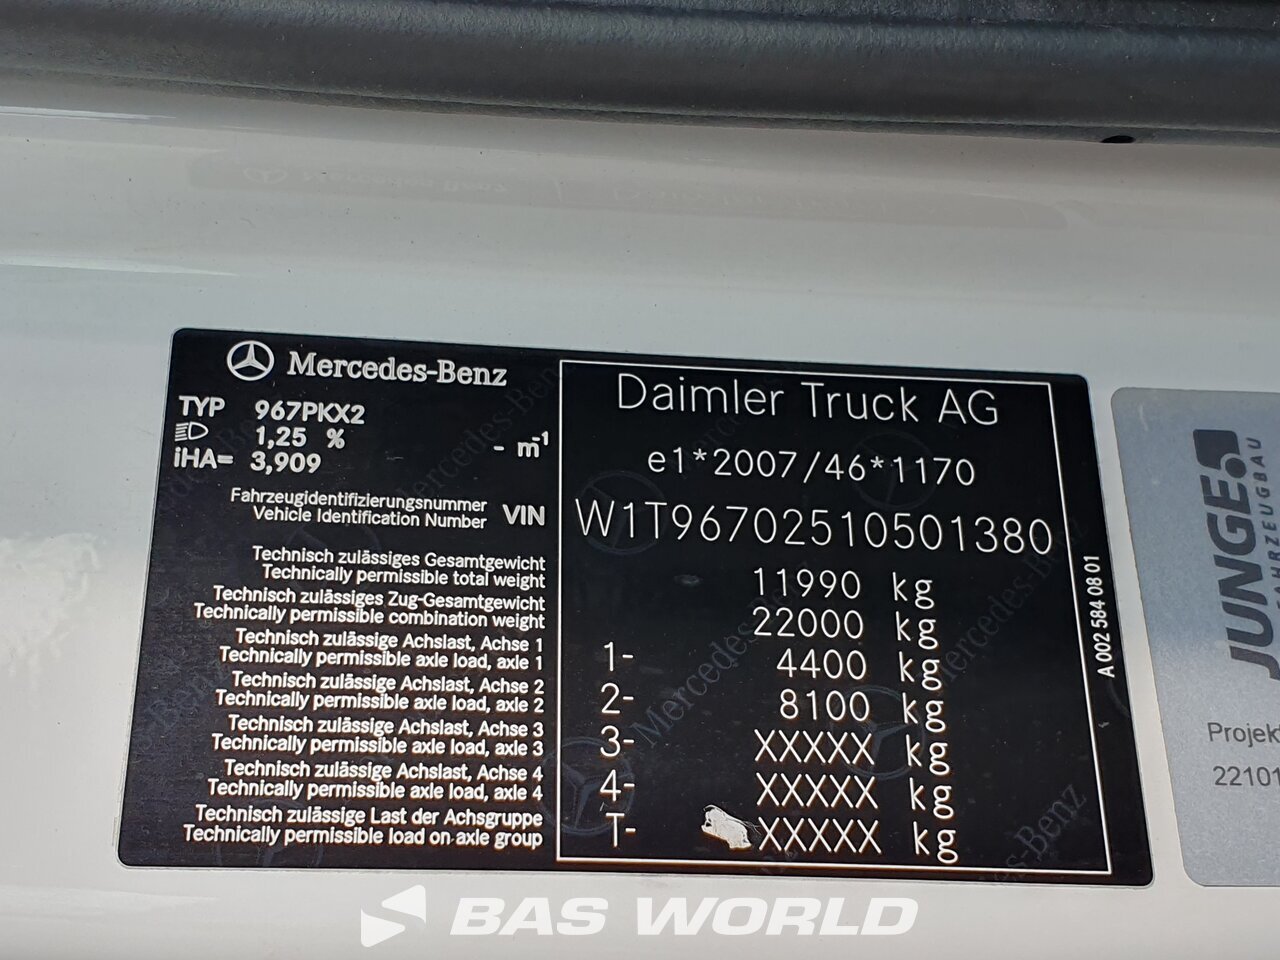 Mercedes-Benz
TYP 967PKX2
1,25 % - m-1
iHA= 3,909
Fahrzeugidentifizierungsnummer
Vehicle Identification Number VIN
Technisch zulässiges Gesamtgewicht
Technically permissible total weight
Technisch zulässiges Zug-Gesamtgewicht
Technically permissible combination weight
Technisch zulässige Achslast, Achse 1
Technically permissible axle load, axle 1
Technisch zulässige Achslast, Achse 2
Technically permissible axle load, axle 2
Technisch zulässige Achslast, Achse 3
Technically permissible axle load, axle 3
Technisch zulässige Achslast, Achse 4
Technically permissible axle load, axle 4
Technisch zulässige Last der Achsgruppe
Technically permissible load on axle group
Daimler Truck AG
e1*2007/46*1170
W1T96702510501380
11990 kg
22000 kg
1- 4400 kg
2- 8100 kg
3- XXXXX kg
4- XXXXX kg
T- XXXXX kg
A 002 584 08 01
JUNGE
FAHRZEUGBAU
Projekt
22101
BAS WORLD